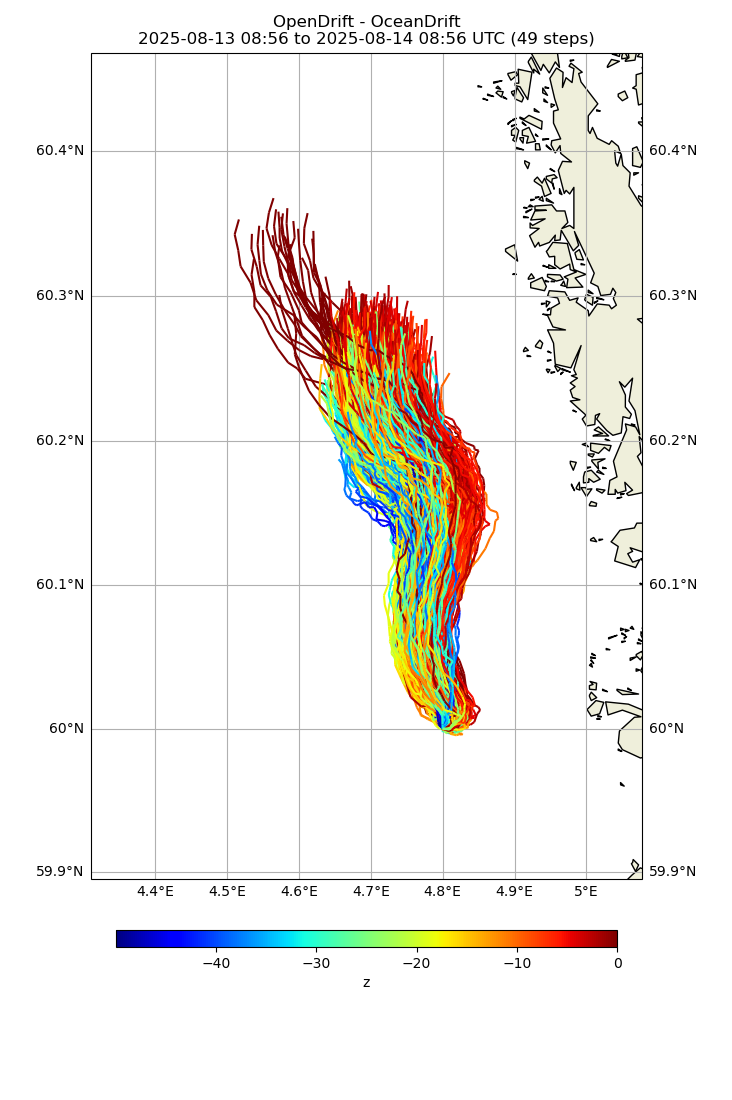 OpenDrift - OceanDrift
2025-08-13 08:56 to 2025-08-14 08:56 UTC (49 steps)
60.4°N 60.4°N
60.3°N 60.3°N
60.2°N 60.2°N
60.1°N 60.1°N
60°N 60°N
59.9°N 59.9°N
4.4°E 4.5°E 4.6°E 4.7°E 4.8°E 4.9°E 5°E
−40 −30 −20 −10 0
z